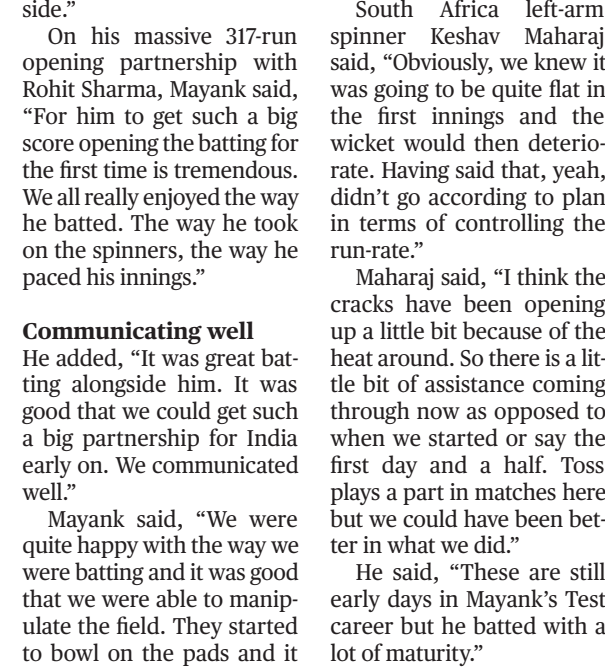 side.”
On his massive 317-run
opening partnership with
Rohit Sharma, Mayank said,
“For him to get such a big
score opening the batting for
the first time is tremendous.
We all really enjoyed the way
he batted. The way he took
on the spinners, the way he
paced his innings.”
Communicating well
He added, “It was great bat-
ting alongside him. It was
good that we could get such
a big partnership for India
early on. We communicated
well.”
Mayank said, “We were
quite happy with the way we
were batting and it was good
that we were able to manip-
ulate the field. They started
to bowl on the pads and it
South Africa left-arm
spinner Keshav Maharaj
said, “Obviously, we knew it
was going to be quite flat in
the first innings and the
wicket would then deterio-
rate. Having said that, yeah,
didn’t go according to plan
in terms of controlling the
run-rate.”
Maharaj said, “I think the
cracks have been opening
up a little bit because of the
heat around. So there is a lit-
tle bit of assistance coming
through now as opposed to
when we started or say the
first day and a half. Toss
plays a part in matches here
but we could have been bet-
ter in what we did.”
He said, “These are still
early days in Mayank’s Test
career but he batted with a
lot of maturity.”